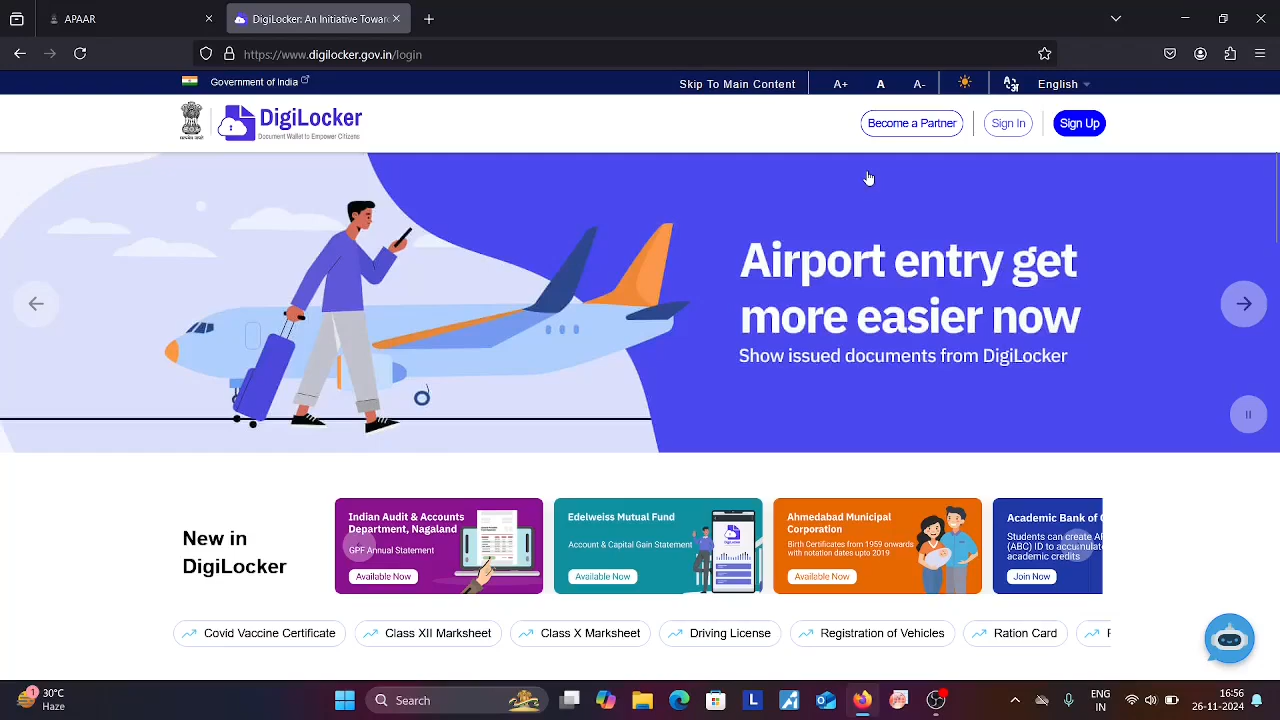 APAAR
DigiLocker: An Initiative Towar
https://www.digilocker.gov.in/login
Government of India
Skip To Main Content
A+
A
A-
English
DigiLocker
Document Wallet to Empower Citizens
Become a Partner
Sign In
Sign Up
Airport entry get
more easier now
Show issued documents from DigiLocker
New in
DigiLocker
Indian Audit & Accounts
Department, Nagaland
GPF Annual Statement
Available Now
Edelweiss Mutual Fund
Account & Capital Gain Statement
Available Now
Ahmedabad Municipal
Corporation
Birth Certificates from 1959 onwards
with notation dates upto 2019
Available Now
Academic Bank of
Students can create
(ABC) ID to accumulate
academic credits
Join Now
Covid Vaccine Certificate
Class XII Marksheet
Class X Marksheet
Driving License
Registration of Vehicles
Ration Card
1
30°C
Haze
Search
ENG
IN
16:56
26-11-2024